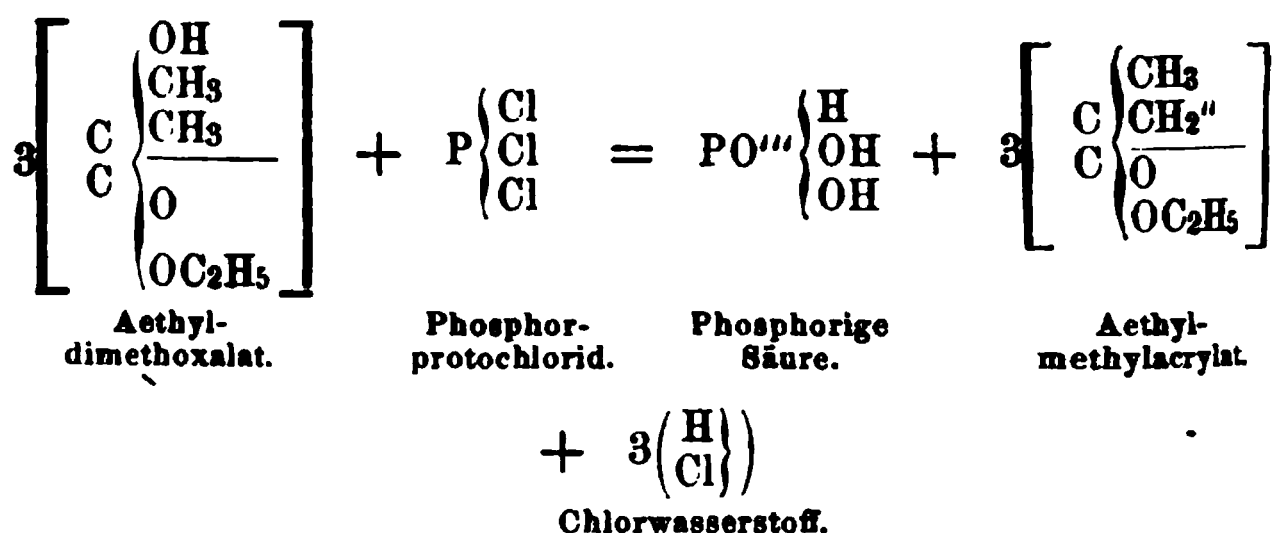 3[ C C { OH CH3 CH3 O OC2H5 ] + P { Cl Cl Cl = PO''' { H OH OH + 3[ C C { CH3 CH2'' O OC2H5 ]
Aethyl- Phosphor- Phosphorige Aethyl-
dimethoxalat. protochlorid. Säure. methylacrylat.
+ 3( H Cl } )
Chlorwasserstoff.